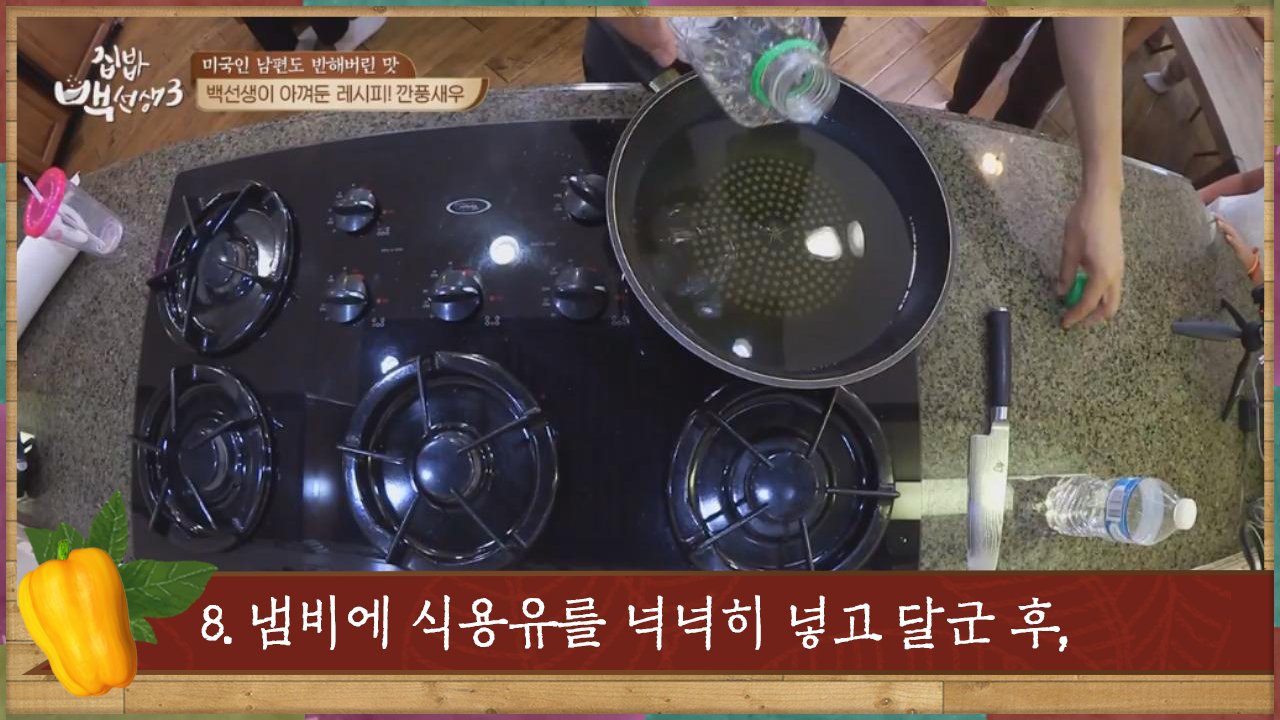 집밥
백선생3
미국인 남편도 반해버린 맛
백선생이 아껴둔 레시피! 깐풍새우
8. 냄비에 식용유를 넉넉히 넣고 달군 후,